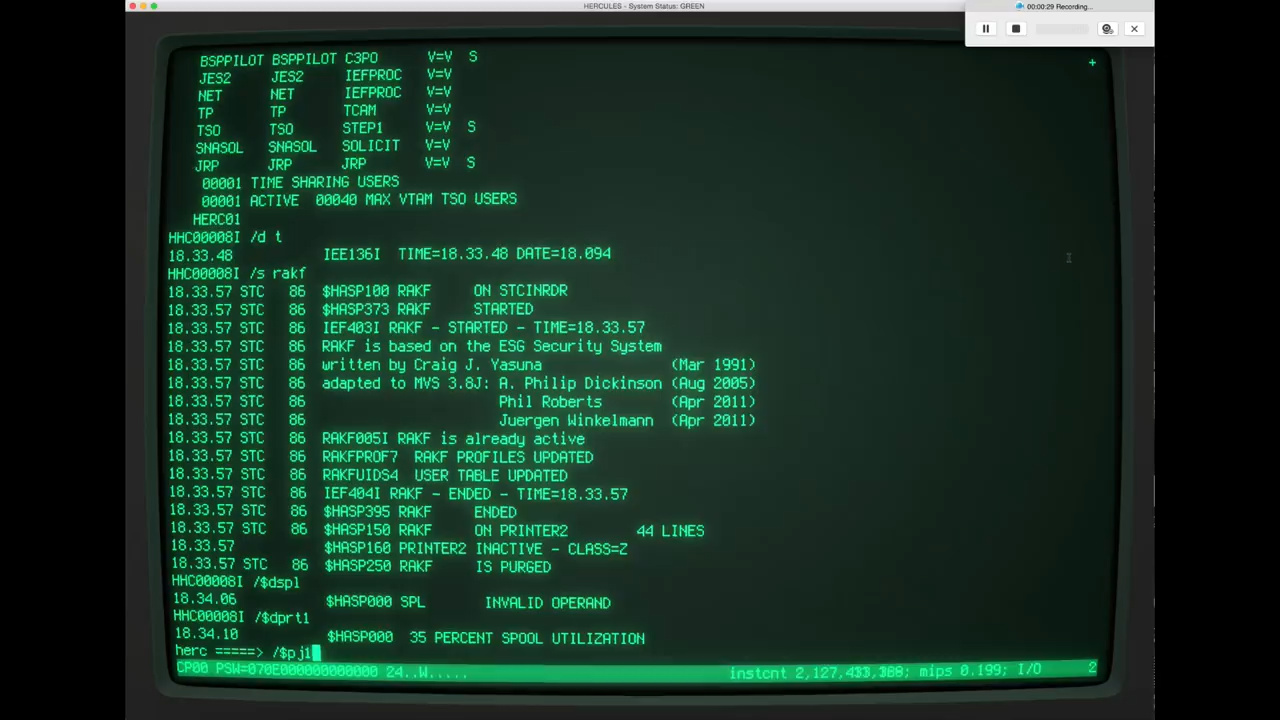 HERCULES - System Status: GREEN
00:00:29 Recording...
BSPPILOT BSPPILOT C3PO V=V S
JES2 JES2 IEFPROC V=V
NET NET IEFPROC V=V
TP TP TCAM V=V
TSO TSO STEP1 V=V S
SNASOL SNASOL SOLICIT V=V
JRP JRP JRP V=V S
00001 TIME SHARING USERS
00001 ACTIVE 00040 MAX VTAM TSO USERS
HERC01
HHC00008I /d t
18.33.48 IEE136I TIME=18.33.48 DATE=18.094
HHC00008I /s rakf
18.33.57 STC 86 $HASP100 RAKF ON STCINRDR
18.33.57 STC 86 $HASP373 RAKF STARTED
18.33.57 STC 86 IEF403I RAKF - STARTED - TIME=18.33.57
18.33.57 STC 86 RAKF is based on the ESG Security System
18.33.57 STC 86 written by Craig J. Yasuna (Mar 1991)
18.33.57 STC 86 adapted to MVS 3.8J: A. Philip Dickinson (Aug 2005)
18.33.57 STC 86 Phil Roberts (Apr 2011)
18.33.57 STC 86 Juergen Winkelmann (Apr 2011)
18.33.57 STC 86 RAKF005I RAKF is already active
18.33.57 STC 86 RAKFPROF7 RAKF PROFILES UPDATED
18.33.57 STC 86 RAKFUIDS4 USER TABLE UPDATED
18.33.57 STC 86 IEF404I RAKF - ENDED - TIME=18.33.57
18.33.57 STC 86 $HASP395 RAKF ENDED
18.33.57 STC 86 $HASP150 RAKF ON PRINTER2 44 LINES
18.33.57 $HASP160 PRINTER2 INACTIVE - CLASS=Z
18.33.57 STC 86 $HASP250 RAKF IS PURGED
HHC00008I /$dspl
18.34.06 $HASP000 SPL INVALID OPERAND
HHC00008I /$dprt1
18.34.10 $HASP000 35 PERCENT SPOOL UTILIZATION
herc =====> /$pj1
CP00 PSW=070E000000000000 24..W..... instcnt 2,127,433,388; mips 0.199; I/O 2